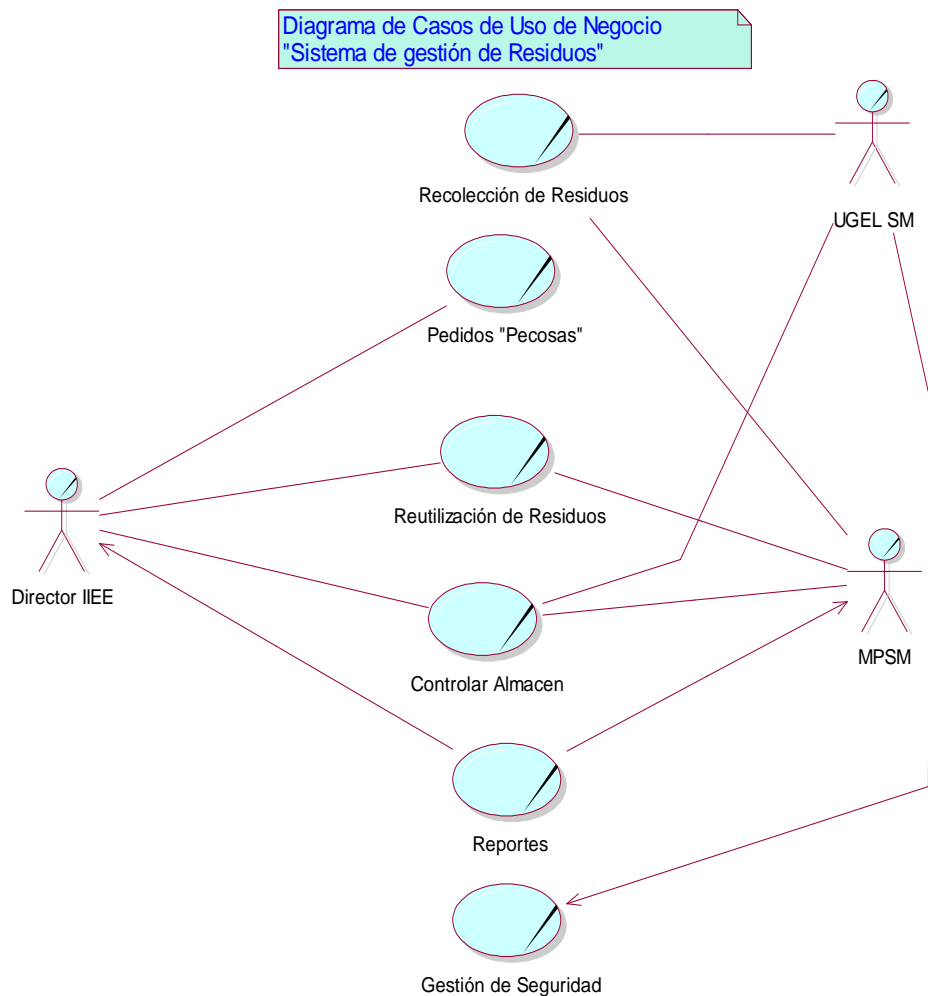 Diagrama de Casos de Uso de Negocio
"Sistema de gestión de Residuos"
Recolección de Residuos
UGEL SM
Pedidos "Pecosas"
Reutilización de Residuos
Director IIEE
Controlar Almacen
MPSM
Reportes
Gestión de Seguridad